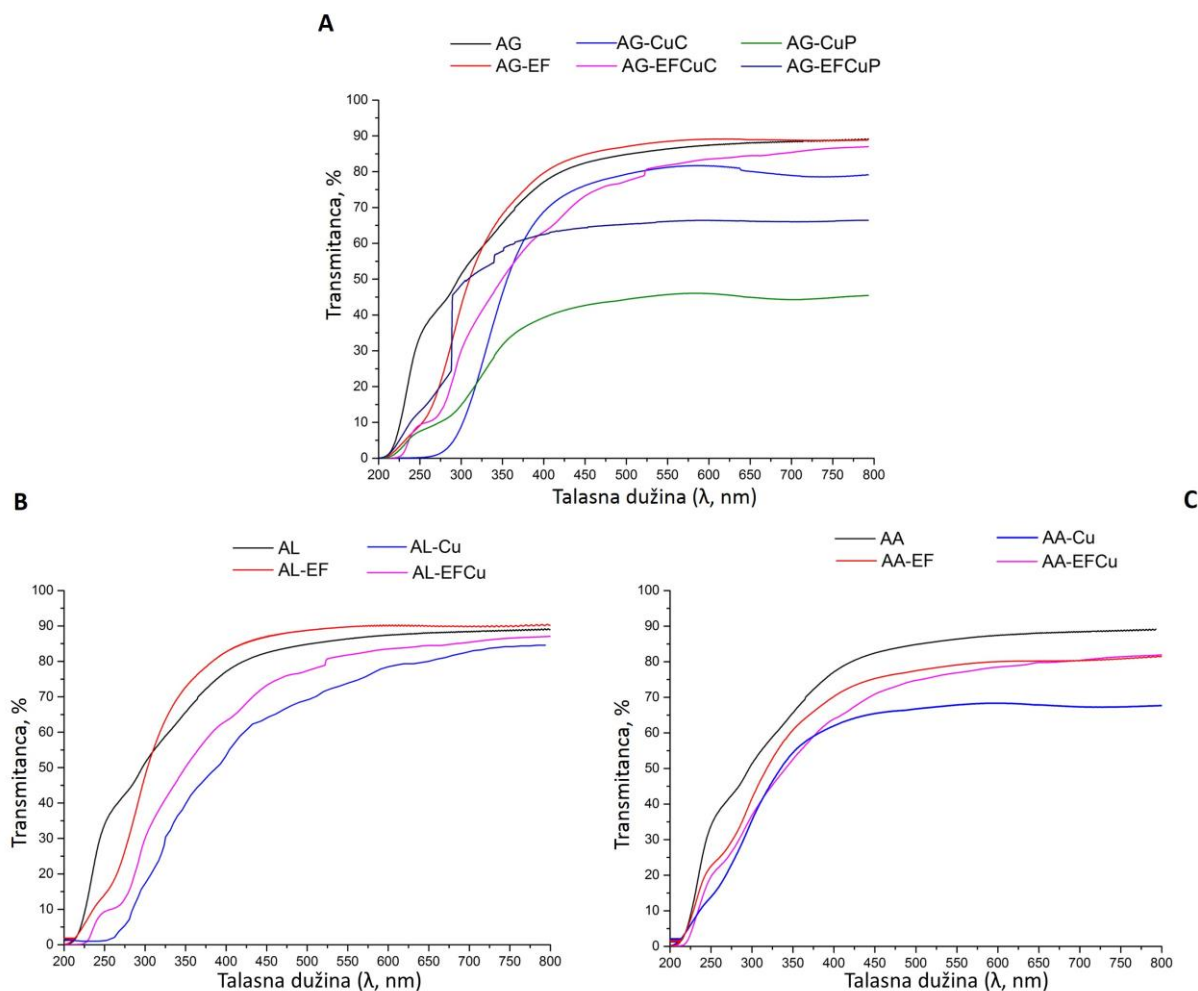 A
AG AG-CuC AG-CuP
AG-EF AG-EFCuC AG-EFCuP
100
90
80
70
60
50
40
30
20
10
0
Transmitanca, %
200 250 300 350 400 450 500 550 600 650 700 750 800
Talasna dužina (λ, nm)
B
AL AL-Cu
AL-EF AL-EFCu
100
90
80
70
60
50
40
30
20
10
0
Transmitanca, %
200 250 300 350 400 450 500 550 600 650 700 750 800
Talasna dužina (λ, nm)
C
AA AA-Cu
AA-EF AA-EFCu
100
90
80
70
60
50
40
30
20
10
0
Transmitanca, %
200 250 300 350 400 450 500 550 600 650 700 750 800
Talasna dužina (λ, nm)